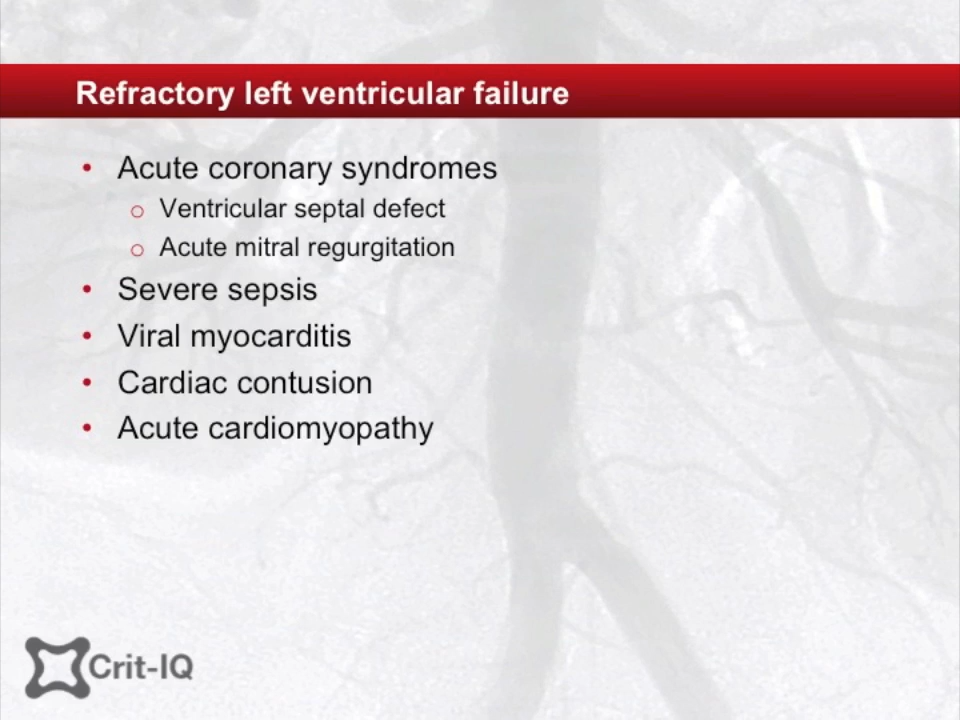 Refractory left ventricular failure
• Acute coronary syndromes
o Ventricular septal defect
o Acute mitral regurgitation
• Severe sepsis
• Viral myocarditis
• Cardiac contusion
• Acute cardiomyopathy
Crit-IQ